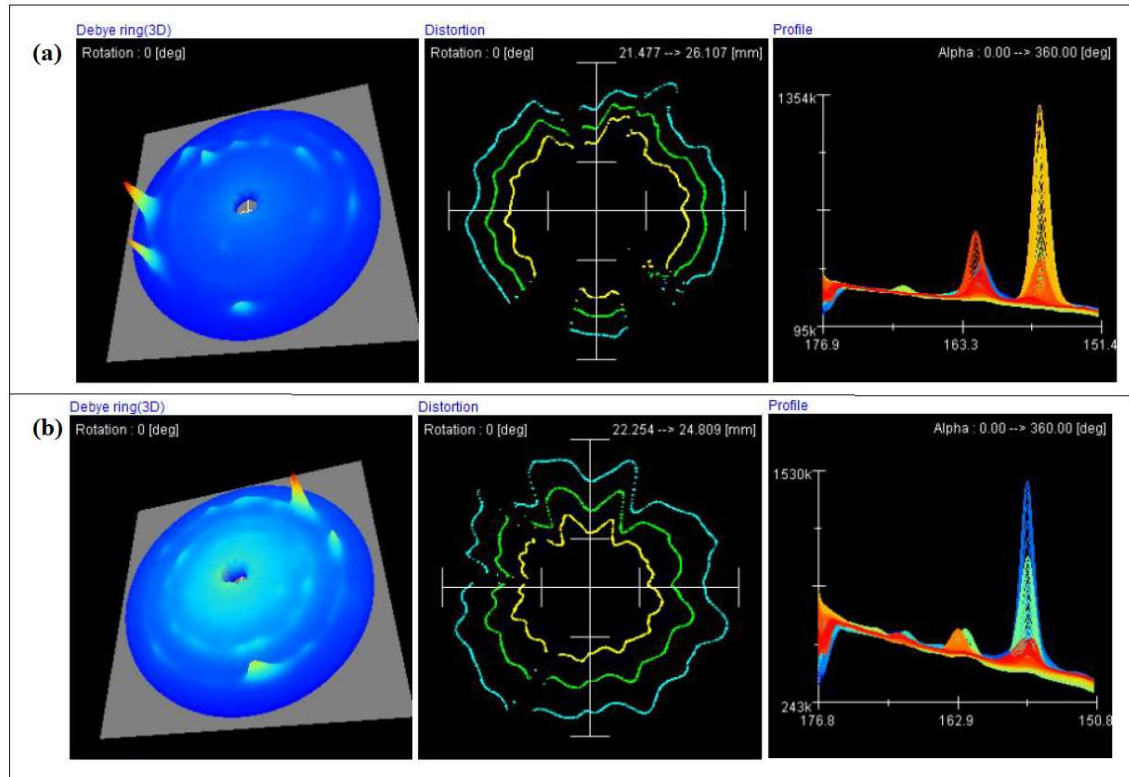 (a)
Debye ring(3D)
Rotation : 0 [deg]
Distortion
Rotation : 0 [deg] 21.477 --> 26.107 [mm]
Profile
Alpha : 0.00 --> 360.00 [deg]
1354k
95k
176.9 163.3 151.4
(b)
Debye ring(3D)
Rotation : 0 [deg]
Distortion
Rotation : 0 [deg] 22.254 --> 24.809 [mm]
Profile
Alpha : 0.00 --> 360.00 [deg]
1530k
243k
176.8 162.9 150.8